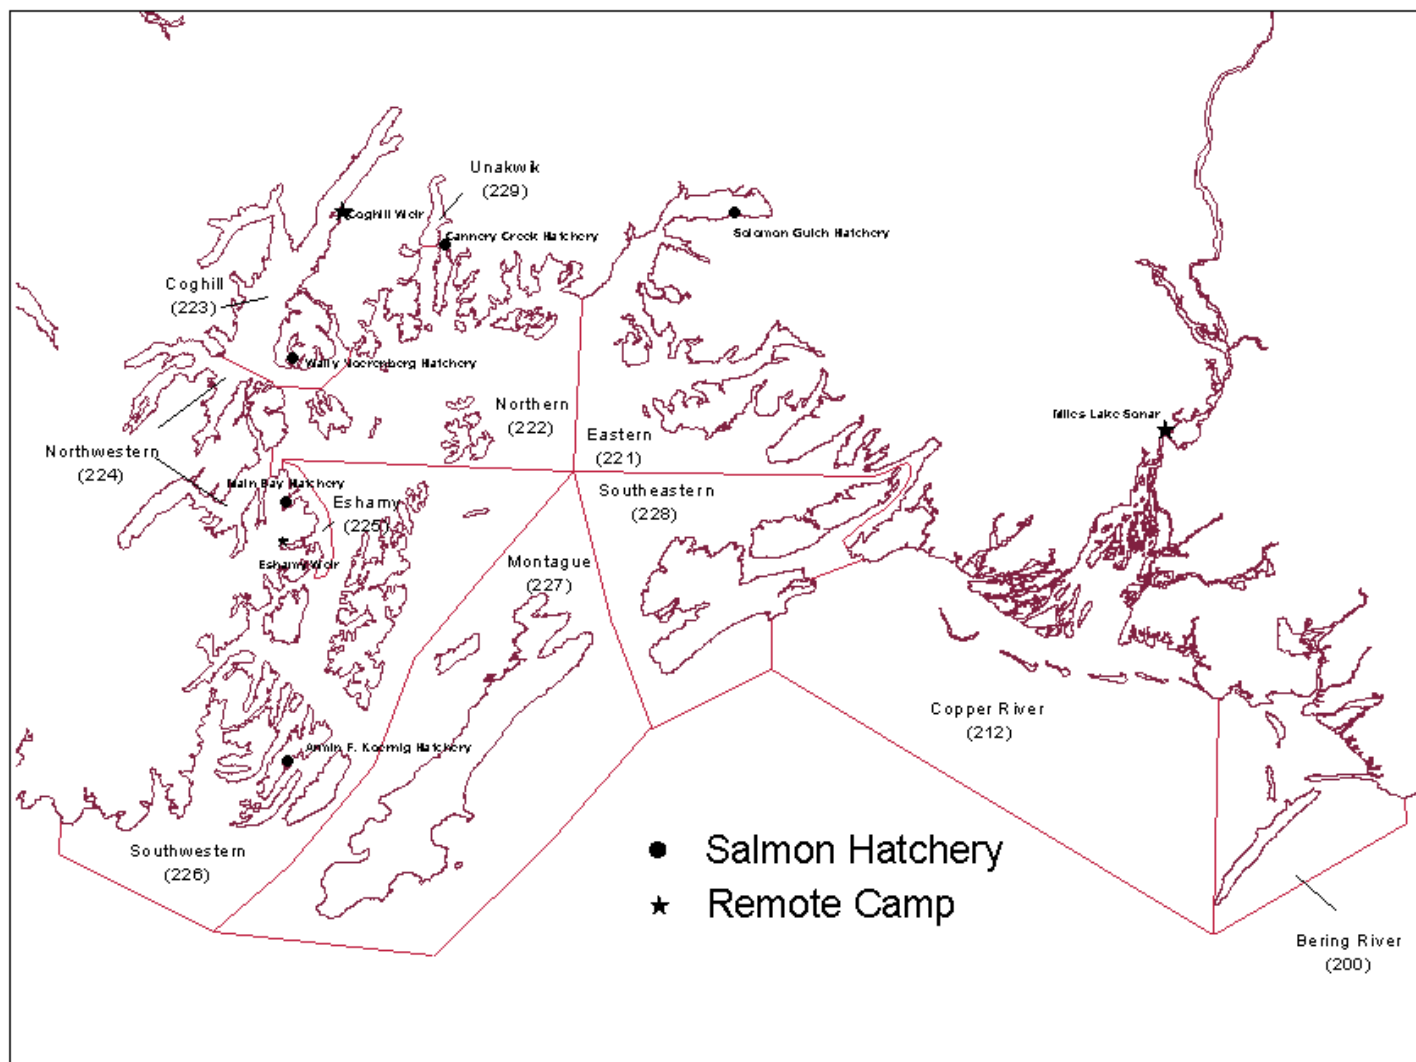 Unakwik
(229)
Coghill Weir
Cannery Creek Hatchery
Solomon Gulch Hatchery
Coghill
(223)
Wally Noerenberg Hatchery
Northern
(222)
Miles Lake Sonar
Eastern
(221)
Northwestern
(224)
Main Bay Hatchery
Eshamy
(225)
Southeastern
(228)
Eshamy Weir
Montague
(227)
Copper River
(212)
Armin F. Koernig Hatchery
Southwestern
(226)
Salmon Hatchery
Remote Camp
Bering River
(200)